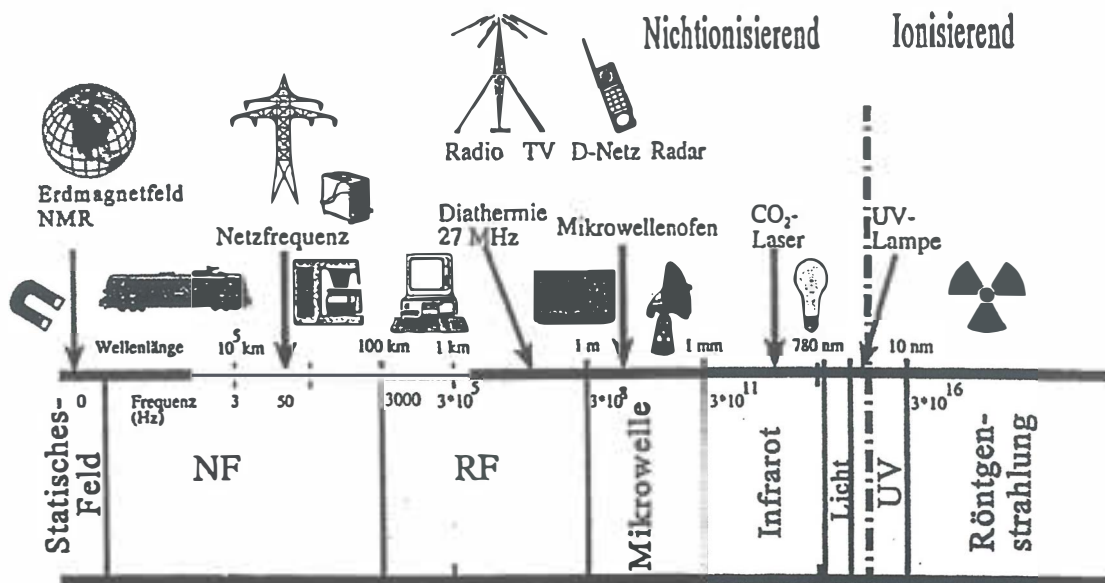 Nichtionisierend Ionisierend
Radio TV D-Netz Radar
Erdmagnetfeld
NMR
Netzfrequenz
Diathermie
27 MHz
Mikrowellenofen
CO₂-
Laser
UV-
Lampe
Wellenlänge 10⁵ km 100 km 1 km 1 m 1 mm 780 nm 10 nm
0 Frequenz 3 50 3000 3*10⁵ 3*10⁸ 3*10¹¹ 3*10¹⁶
(Hz)
Statisches
Feld
NF
RF
Mikrowelle
Infrarot
Licht
UV
Röntgen-
strahlung